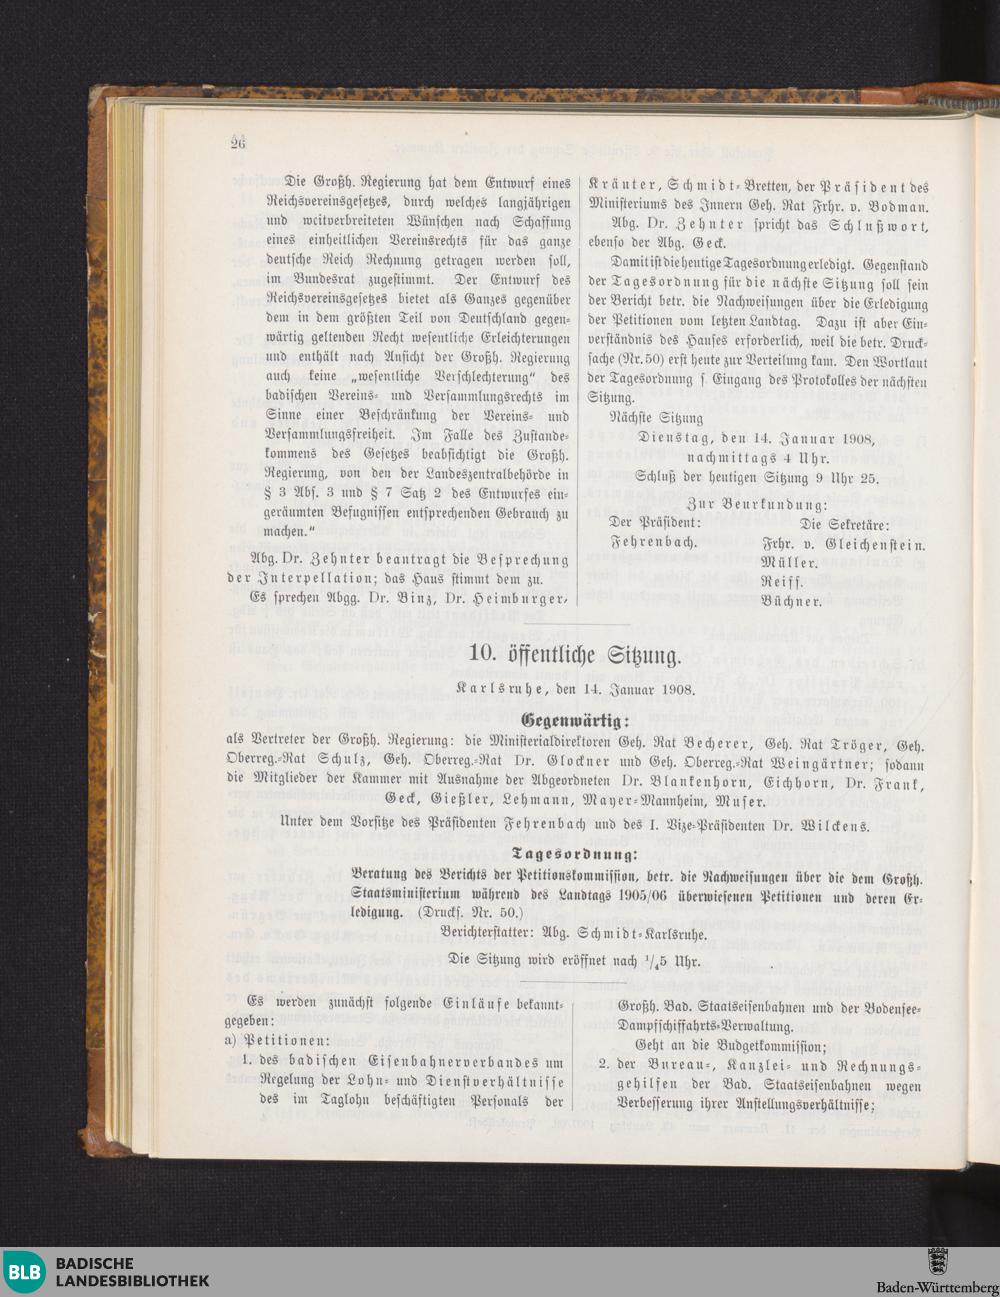 26
Die Großh. Regierung hat dem Entwurf eines
Reichsvereinsgesetzes, durch welches langjährigen
und weitverbreiteten Wünschen nach Schaffung
eines einheitlichen Vereinsrechts für das ganze
deutsche Reich Rechnung getragen werden soll,
im Bundesrat zugestimmt. Der Entwurf des
Reichsvereinsgesetzes bietet als Ganzes gegenüber
dem in dem größten Teil von Deutschland gegen-
wärtig geltenden Recht wesentliche Erleichterungen
und enthält nach Ansicht der Großh. Regierung
auch keine „wesentliche Verschlechterung“ des
badischen Vereins- und Versammlungsrechts im
Sinne einer Beschränkung der Vereins- und
Versammlungsfreiheit. Im Falle des Zustande-
kommens des Gesetzes beabsichtigt die Großh.
Regierung, von den der Landeszentralbehörde in
§ 3 Abs. 3 und § 7 Satz 2 des Entwurfes ein-
geräumten Befugnissen entsprechenden Gebrauch zu
machen.“
Abg. Dr. Zehnter beantragt die Besprechung
der Interpellation; das Haus stimmt dem zu.
Es sprechen Abgg. Dr. Binz, Dr. Heimburger,
Kräuter, Schmidt-Bretten, der Präsident des
Ministeriums des Innern Geh. Rat Frhr. v. Bodman.
Abg. Dr. Zehnter spricht das Schlußwort,
ebenso der Abg. Geck.
Damit ist die heutige Tagesordnung erledigt. Gegenstand
der Tagesordnung für die nächste Sitzung soll sein
der Bericht betr. die Nachweisungen über die Erledigung
der Petitionen vom letzten Landtag. Dazu ist aber Ein-
verständnis des Hauses erforderlich, weil die betr. Druck-
sache (Nr. 50) erst heute zur Verteilung kam. Den Wortlaut
der Tagesordnung s. Eingang des Protokolles der nächsten
Sitzung.
Nächste Sitzung
Dienstag, den 14. Januar 1908,
nachmittags 4 Uhr.
Schluß der heutigen Sitzung 9 Uhr 25.
Zur Beurkundung:
Der Präsident: Die Sekretäre:
Fehrenbach. Frhr. v. Gleichenstein.
Müller.
Reiff.
Büchner.
10. öffentliche Sitzung.
Karlsruhe, den 14. Januar 1908.
Gegenwärtig:
als Vertreter der Großh. Regierung: die Ministerialdirektoren Geh. Rat Becherer, Geh. Rat Tröger, Geh.
Oberreg.-Rat Schulz, Geh. Oberreg.-Rat Dr. Glockner und Geh. Oberreg.-Rat Weingärtner; sodann
die Mitglieder der Kammer mit Ausnahme der Abgeordneten Dr. Blankenhorn, Eichhorn, Dr. Frank,
Geck, Gießler, Lehmann, Mayer-Mannheim, Muser.
Unter dem Vorsitze des Präsidenten Fehrenbach und des I. Vize-Präsidenten Dr. Wilckens.
Tagesordnung:
Beratung des Berichts der Petitionskommission, betr. die Nachweisungen über die dem Großh.
Staatsministerium während des Landtags 1905/06 überwiesenen Petitionen und deren Er-
ledigung. (Drucks. Nr. 50.)
Berichterstatter: Abg. Schmidt-Karlsruhe.
Die Sitzung wird eröffnet nach 1/45 Uhr.
Es werden zunächst folgende Einläufe bekannt-
gegeben:
a) Petitionen:
1. des badischen Eisenbahnerverbandes um
Regelung der Lohn- und Dienstverhältnisse
des im Taglohn beschäftigten Personals der
Großh. Bad. Staatseisenbahnen und der Bodensee-
Dampfschiffahrts-Verwaltung.
Geht an die Budgetkommission;
2. der Bureau-, Kanzlei- und Rechnungs-
gehilfen der Bad. Staatseisenbahnen wegen
Verbesserung ihrer Anstellungsverhältnisse;
BLB BADISCHE
LANDESBIBLIOTHEK
Baden-Württemberg